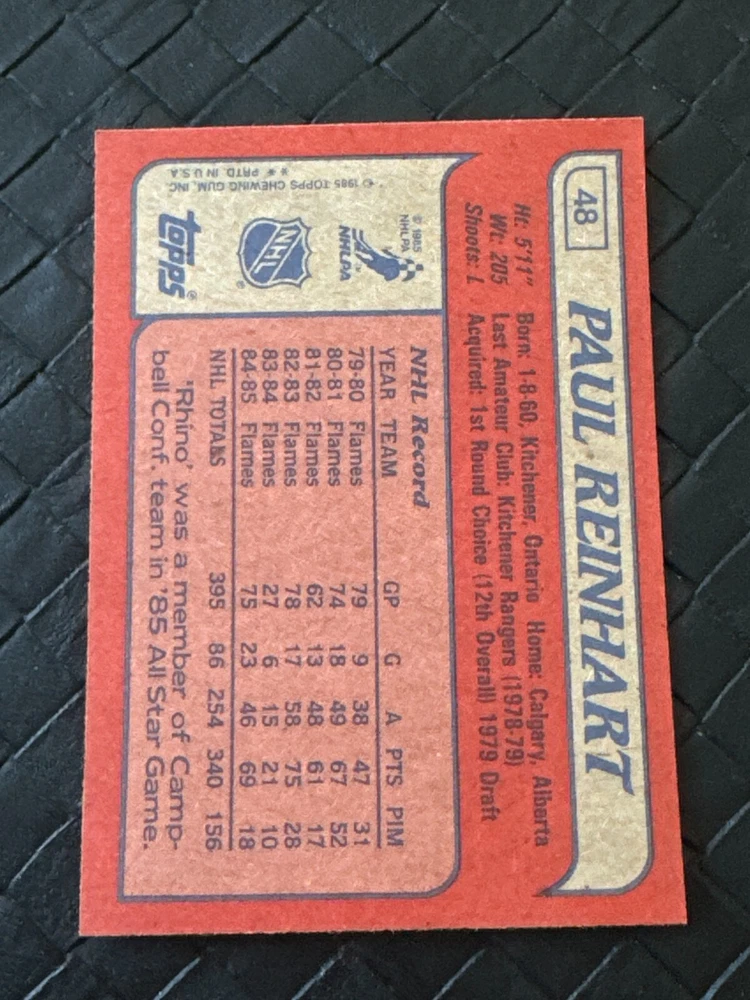 48
PAUL REINHART
Ht: 5'11" Born: 1-8-60, Kitchener, Ontario Home: Calgary, Alberta
Wt: 205 Last Amateur Club: Kitchener Rangers (1978-79)
Shoots: L Acquired: 1st Round Choice (12th Overall) 1979 Draft
© 1985
NHLPA
NHLPA
TM
NHL
®
topps®
* © 1985 TOPPS CHEWING GUM, INC.
* * PRTD. IN U.S.A.
NHL Record
YEAR TEAM GP G A PTS PIM
79-80 Flames 79 9 38 47 31
80-81 Flames 74 18 49 67 52
81-82 Flames 62 13 48 61 17
82-83 Flames 78 17 58 75 28
83-84 Flames 27 6 15 21 10
84-85 Flames 75 23 46 69 18
NHL TOTALS 395 86 254 340 156
'Rhino' was a member of Camp-
bell Conf. team in '85 All Star Game.